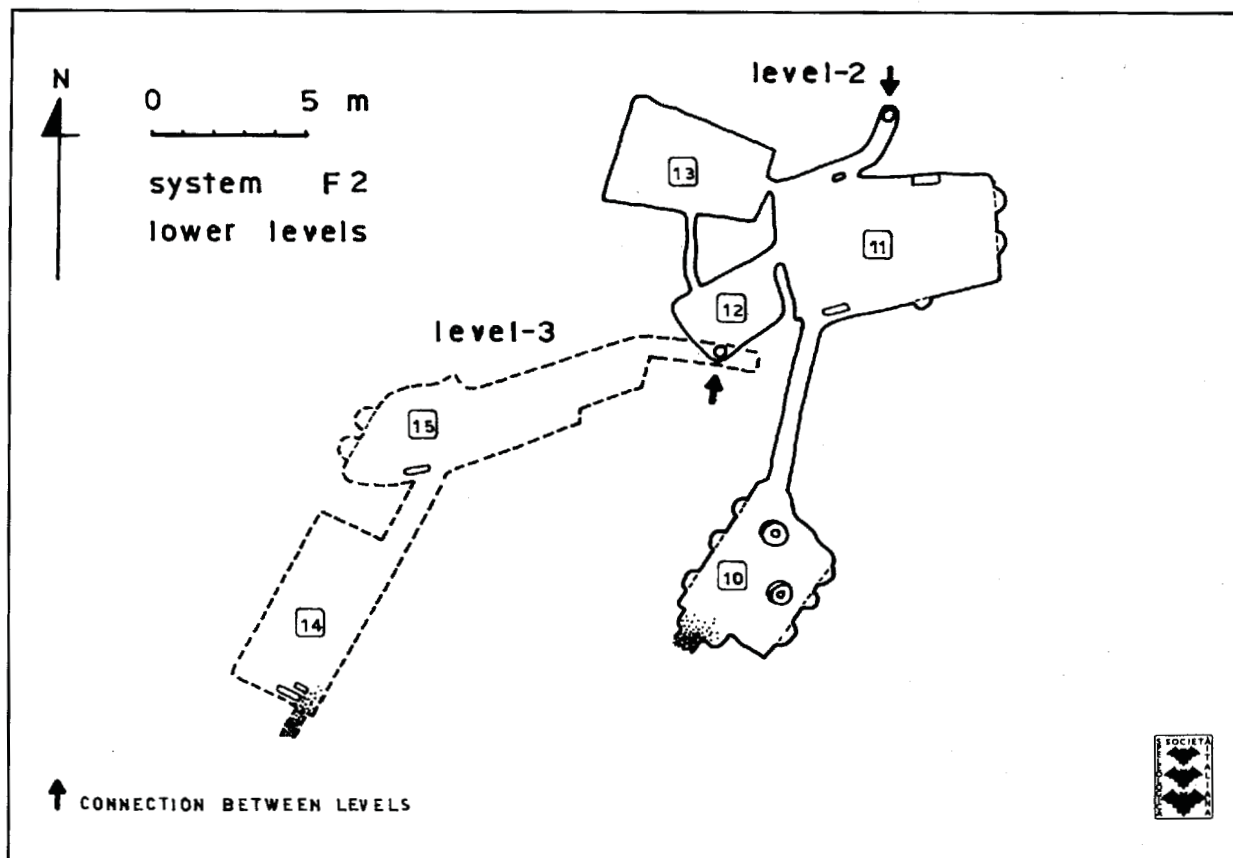 N
0 5 m
system F2
lower levels
level-2
13
11
12
level-3
15
10
14
CONNECTION BETWEEN LEVELS
SOCIETÀ
ITALIANA